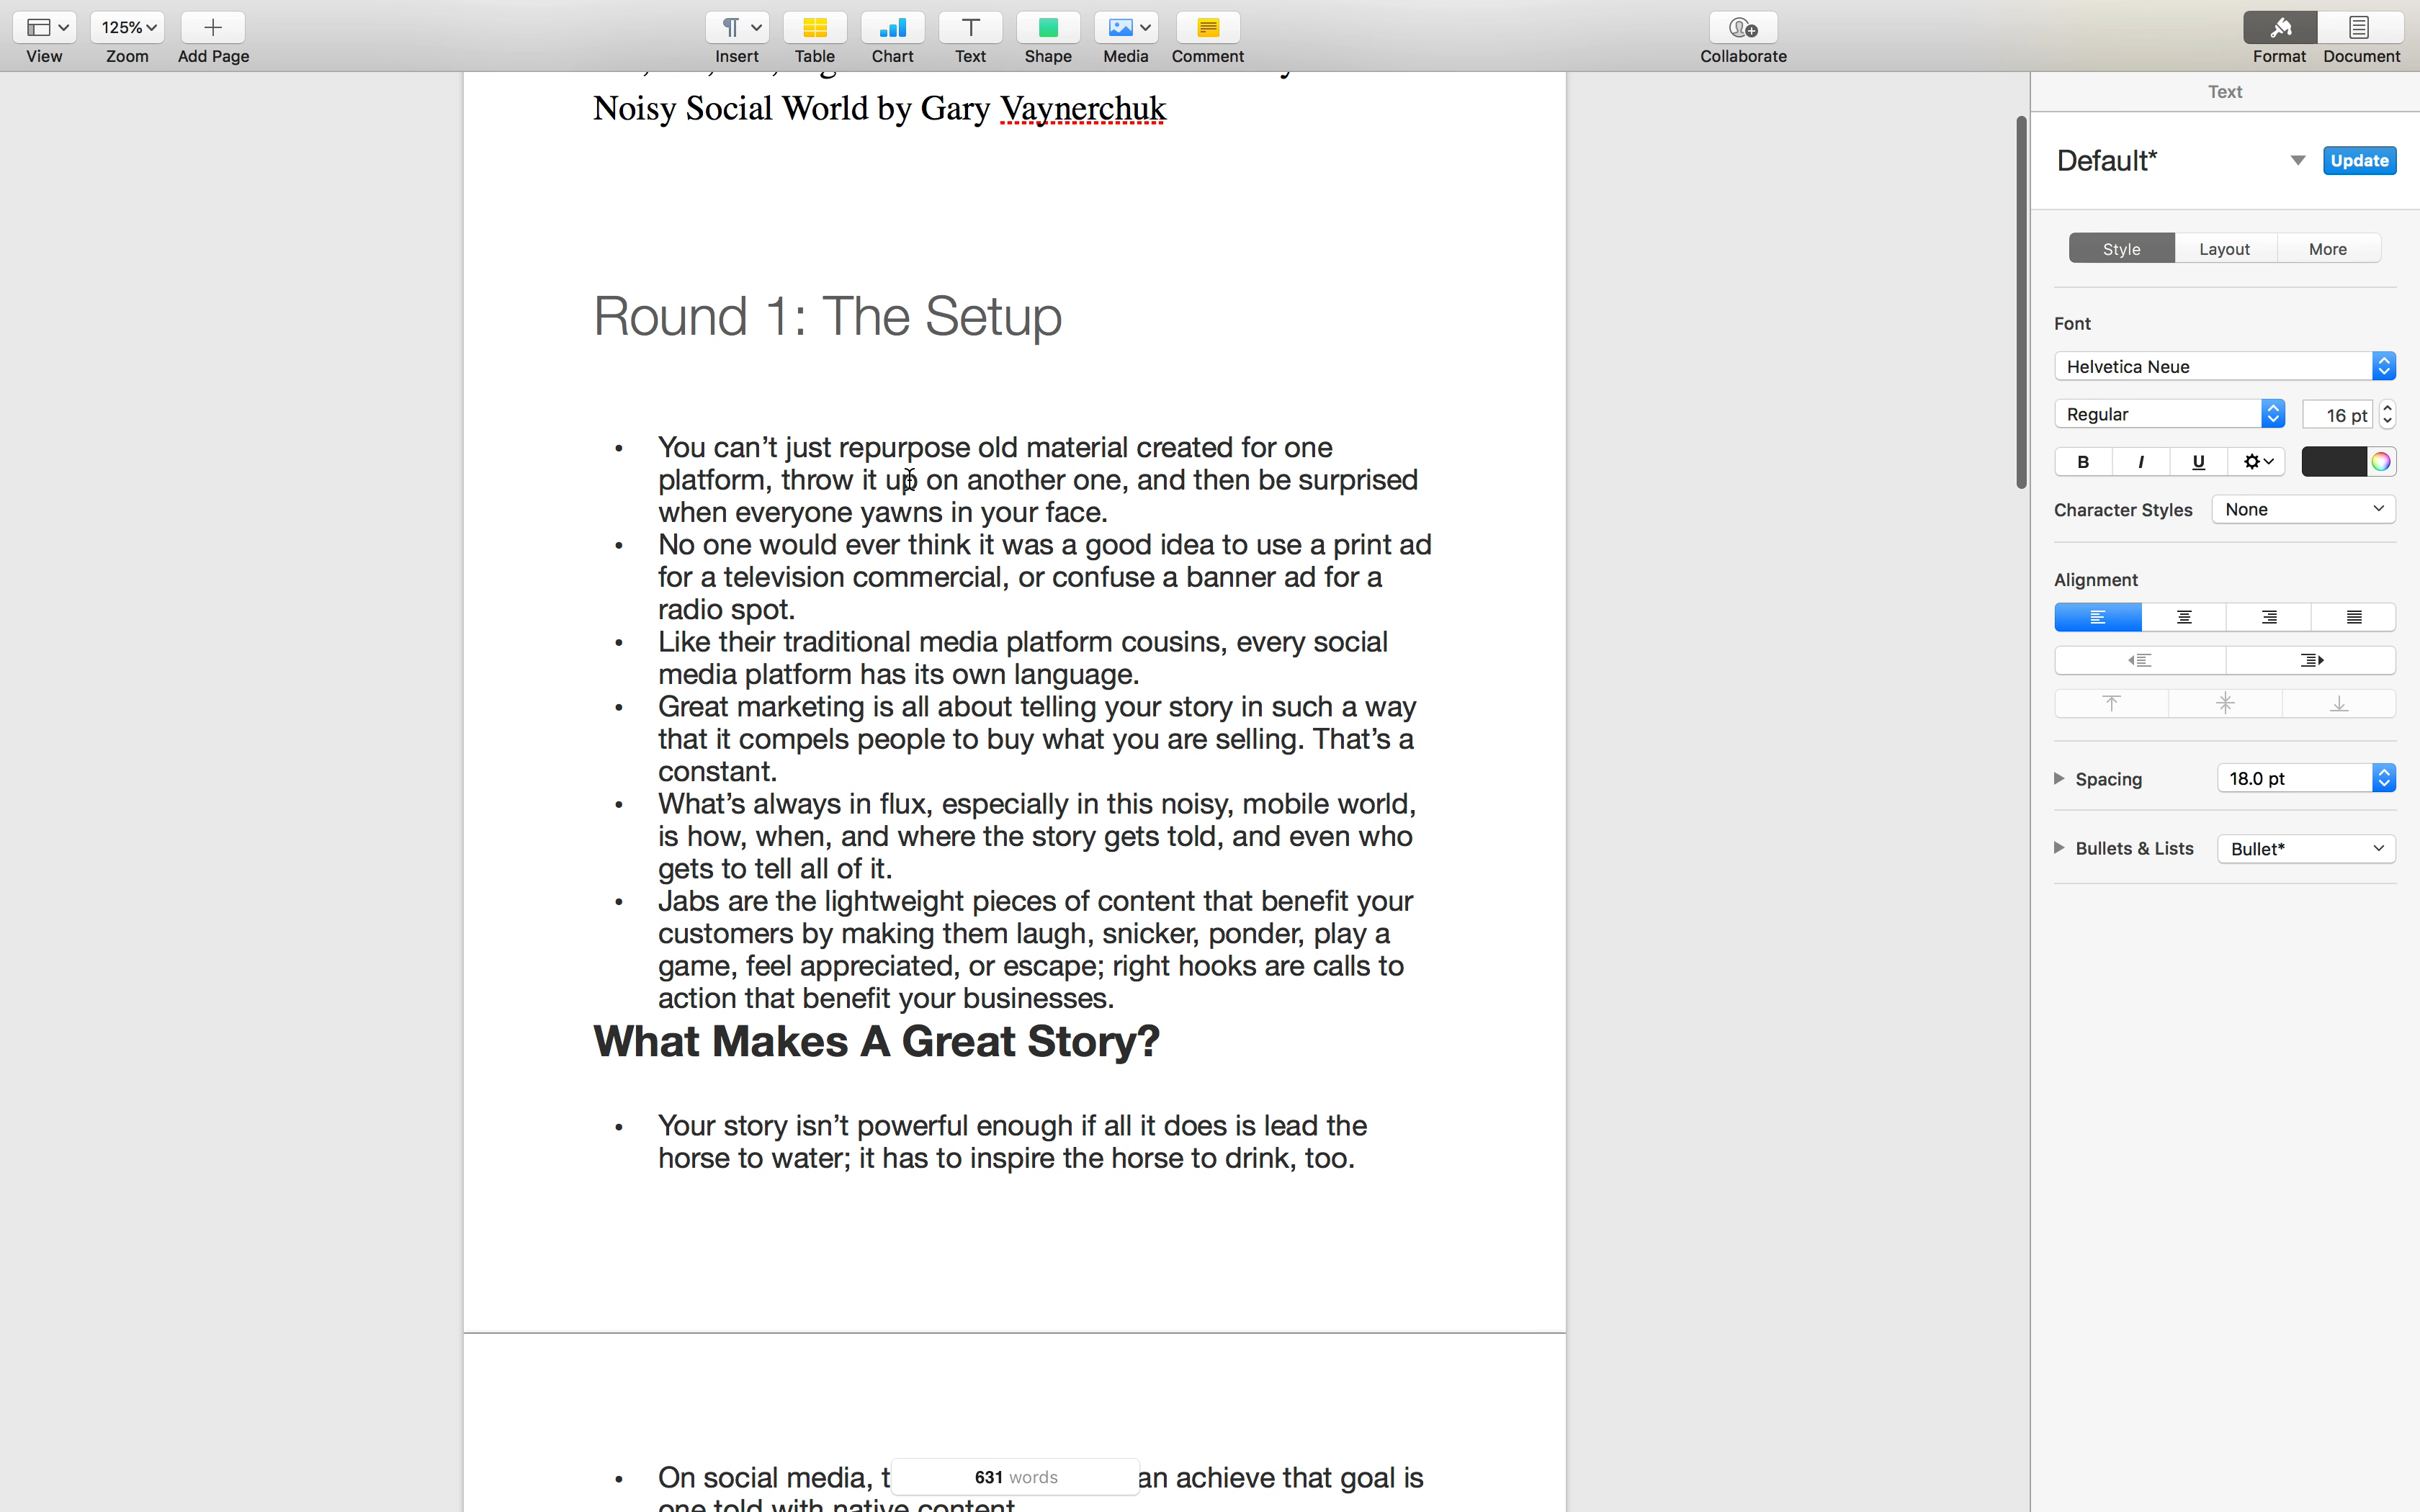 125%
View
Zoom
Add Page
Insert
Table
Chart
Text
Shape
Media
Comment
Collaborate
Format
Document
Noisy Social World by Gary Vaynerchuk
Round 1: The Setup
• You can’t just repurpose old material created for one
platform, throw it up on another one, and then be surprised
when everyone yawns in your face.
• No one would ever think it was a good idea to use a print ad
for a television commercial, or confuse a banner ad for a
radio spot.
• Like their traditional media platform cousins, every social
media platform has its own language.
• Great marketing is all about telling your story in such a way
that it compels people to buy what you are selling. That’s a
constant.
• What’s always in flux, especially in this noisy, mobile world,
is how, when, and where the story gets told, and even who
gets to tell all of it.
• Jabs are the lightweight pieces of content that benefit your
customers by making them laugh, snicker, ponder, play a
game, feel appreciated, or escape; right hooks are calls to
action that benefit your businesses.
What Makes A Great Story?
• Your story isn’t powerful enough if all it does is lead the
horse to water; it has to inspire the horse to drink, too.
• On social media, t
an achieve that goal is
one told with native content
631 words
Text
Default*
Update
Style
Layout
More
Font
Helvetica Neue
Regular
16 pt
B I U
Character Styles
None
Alignment
Spacing
18.0 pt
Bullets & Lists
Bullet*